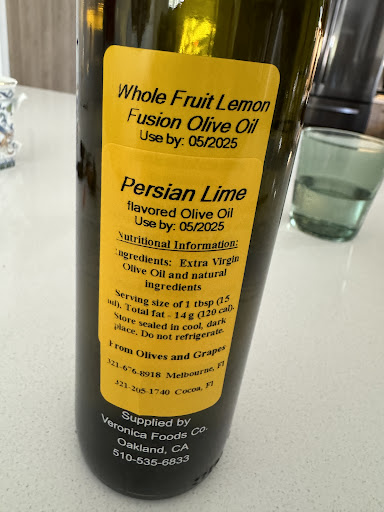 Whole Fruit Lemon
Fusion Olive Oil
Use by: 05/2025
Persian Lime
flavored Olive Oil
Use by: 05/2025
Nutritional Information:
Ingredients: Extra Virgin
Olive Oil and natural
ingredients
Serving size of 1 tbsp (15
ml). Total fat - 14 g (120 cal).
Store sealed in cool, dark
place. Do not refrigerate.
From Olives and Grapes
321-676-8918 Melbourne, Fl
321-205-1740 Cocoa, Fl
Supplied by
Veronica Foods Co.
Oakland, CA
510-535-6833